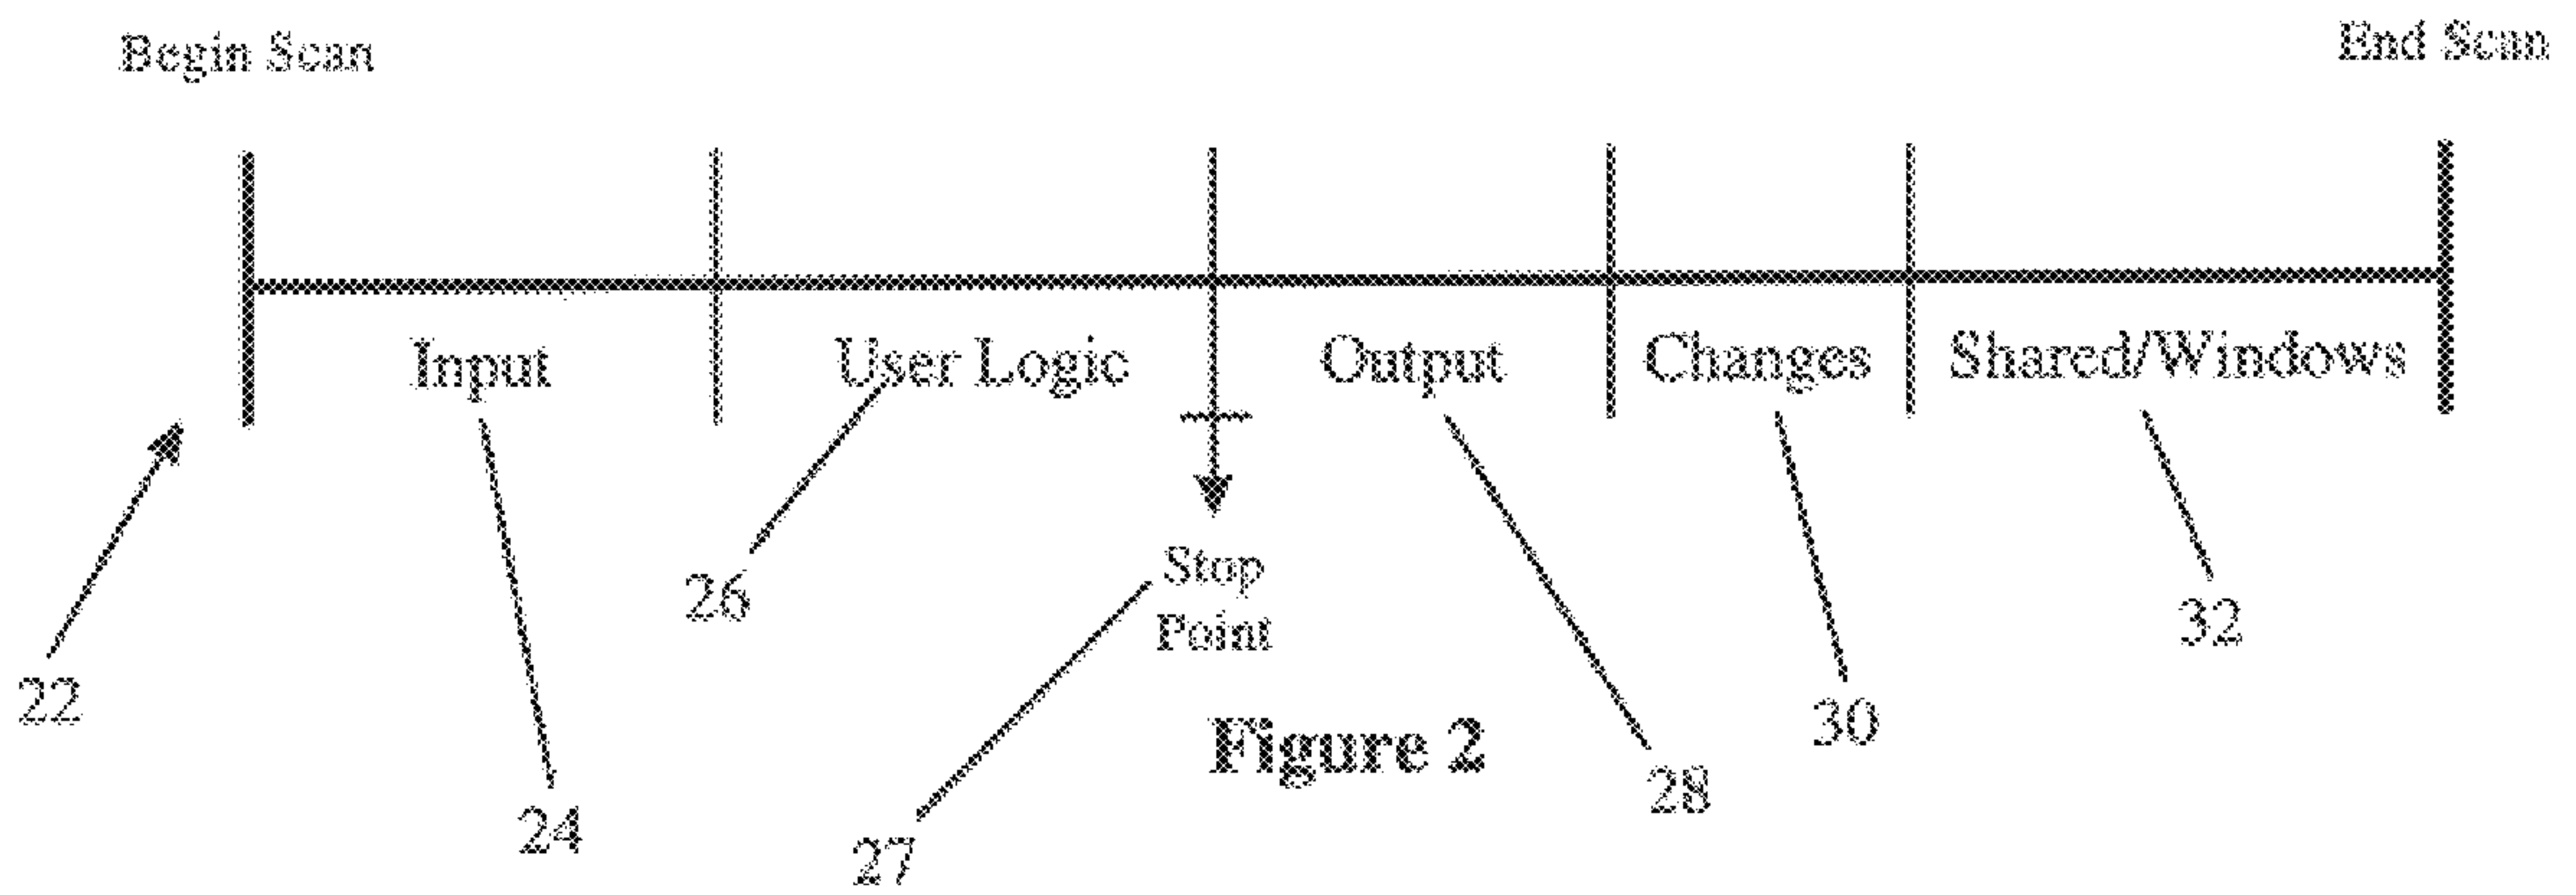 Begin Scan
End Scan
Input
User Logic
Output
Changes
Shared/Windows
Stop
Point
26
32
22
30
Figure 2
28
24
27